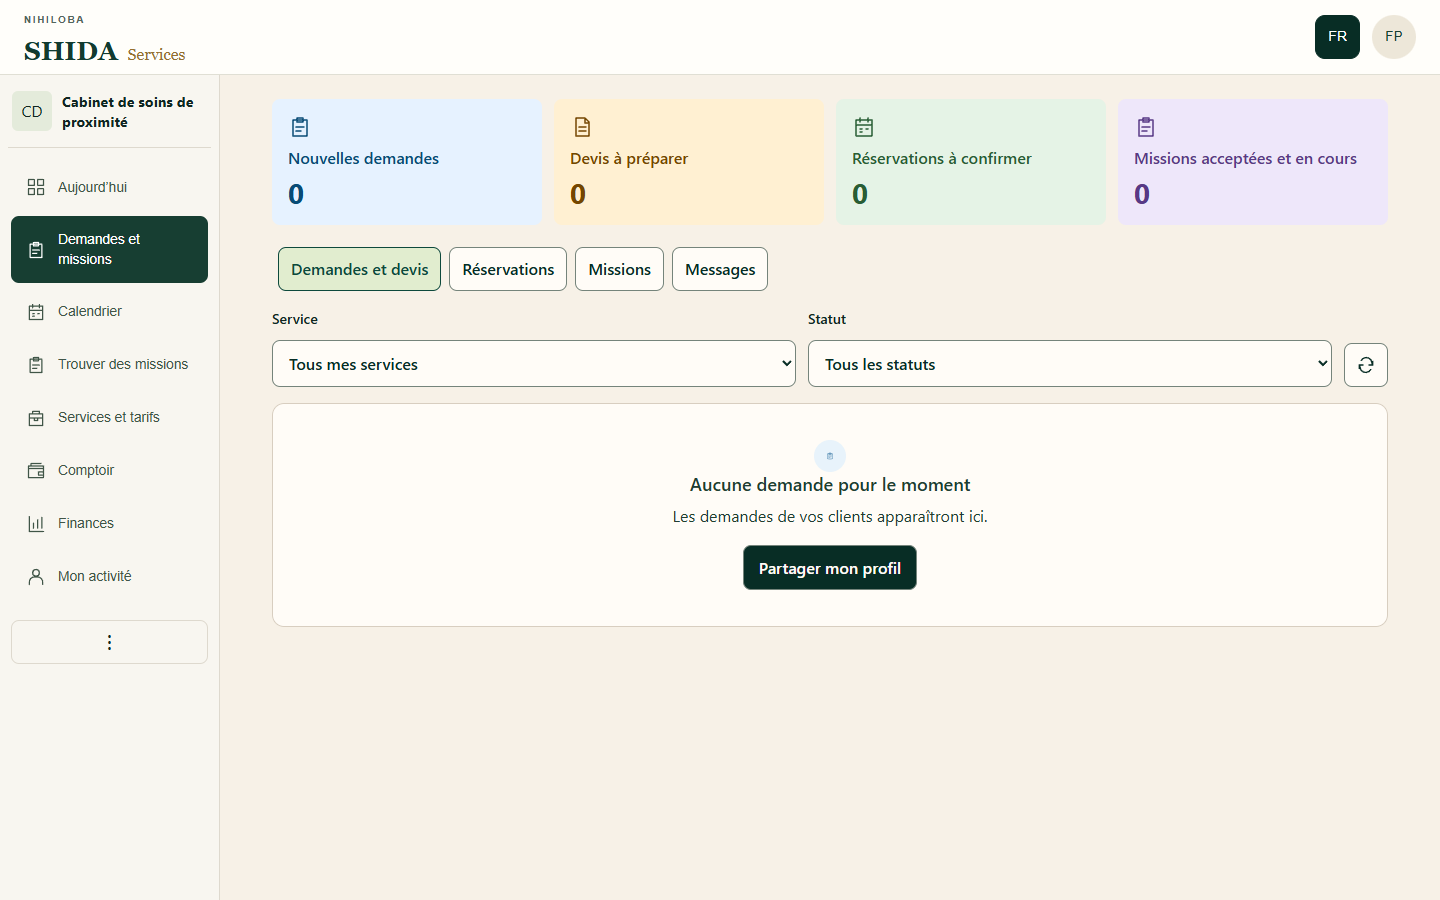 NIHILOBA
SHIDA Services
FR
FP
CD
Cabinet de soins de
proximité
Aujourd'hui
Demandes et
missions
Calendrier
Trouver des missions
Services et tarifs
Comptoir
Finances
Mon activité
Nouvelles demandes
0
Devis à préparer
0
Réservations à confirmer
0
Missions acceptées et en cours
0
Demandes et devis
Réservations
Missions
Messages
Service
Statut
Tous mes services
Tous les statuts
Aucune demande pour le moment
Les demandes de vos clients apparaîtront ici.
Partager mon profil